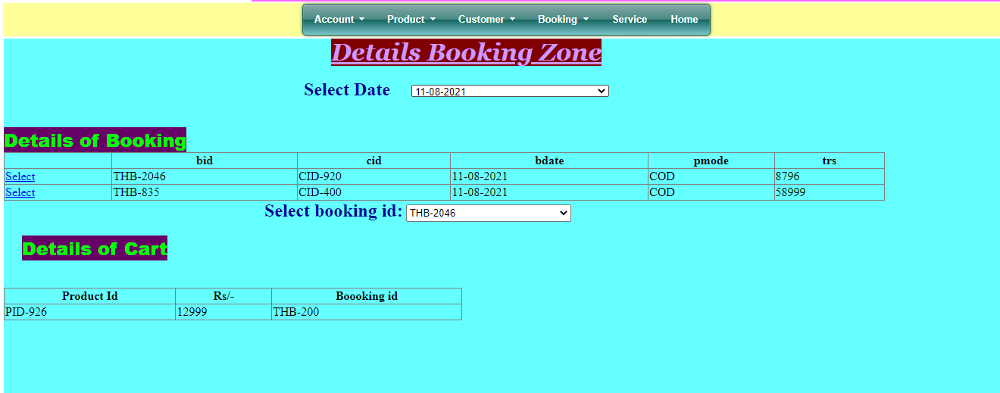 Account Product Customer Booking Service Home
Details Booking Zone
Select Date 11-08-2021
Details of Booking
bid cid bdate pmode trs
Select THB-2046 CID-920 11-08-2021 COD 8796
Select THB-835 CID-400 11-08-2021 COD 58999
Select booking id: THB-2046
Details of Cart
Product Id Rs/- Boooking id
PID-926 12999 THB-200